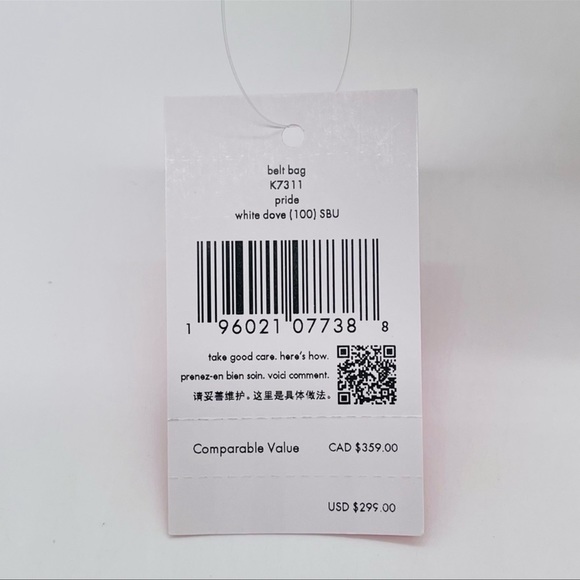 belt bag
K7311
pride
white dove (100) SBU
1 96021 07738 8
take good care. here's how.
prenez-en bien soin. voici comment.
请妥善维护。这里是具体做法。
Comparable Value CAD $359.00
USD $299.00